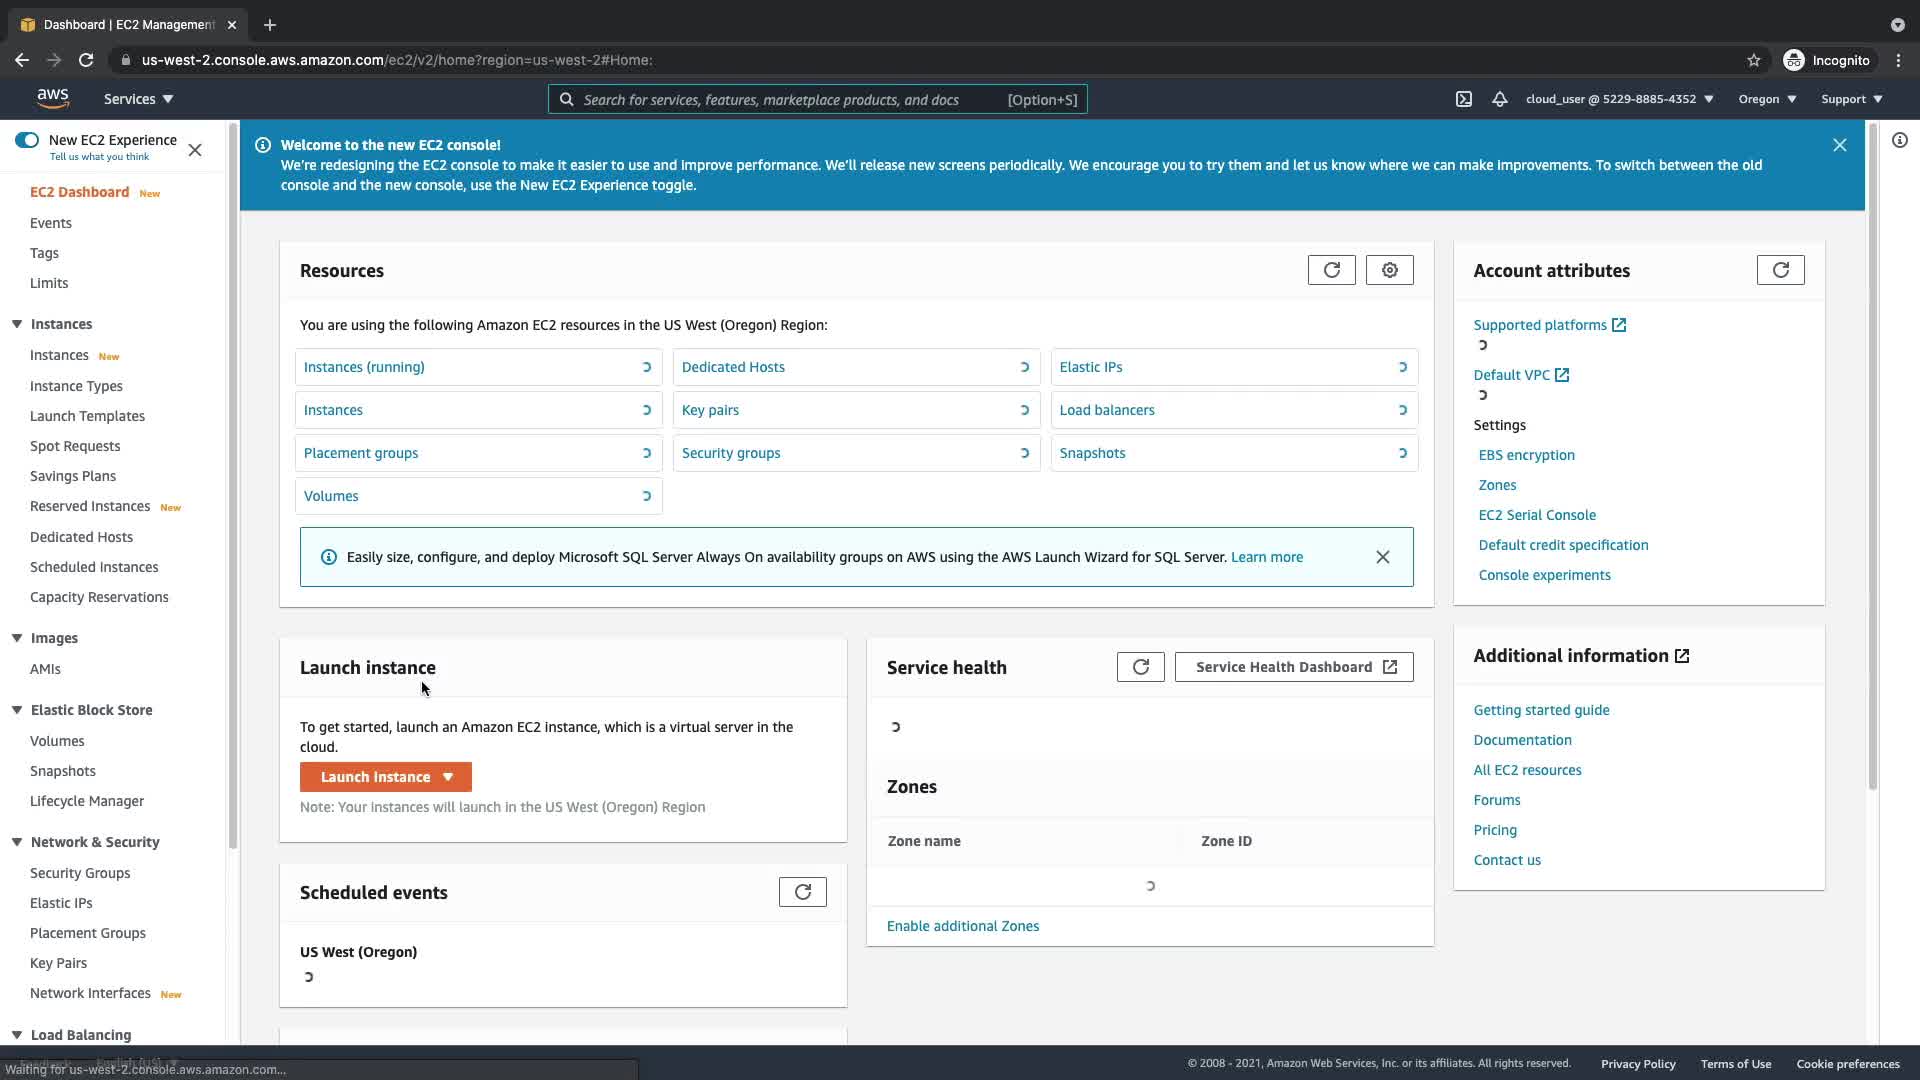 Dashboard | EC2 Management
us-west-2.console.aws.amazon.com/ec2/v2/home?region=us-west-2#Home:
Incognito
aws
Services
Search for services, features, marketplace products, and docs
[Option+S]
cloud_user @ 5229-8885-4352
Oregon
Support
New EC2 Experience
Tell us what you think
EC2 Dashboard New
Events
Tags
Limits
Instances
Instances New
Instance Types
Launch Templates
Spot Requests
Savings Plans
Reserved Instances New
Dedicated Hosts
Scheduled Instances
Capacity Reservations
Images
AMIs
Elastic Block Store
Volumes
Snapshots
Lifecycle Manager
Network & Security
Security Groups
Elastic IPs
Placement Groups
Key Pairs
Network Interfaces New
Load Balancing
Welcome to the new EC2 console!
We're redesigning the EC2 console to make it easier to use and improve performance. We'll release new screens periodically. We encourage you to try them and let us know where we can make improvements. To switch between the old
console and the new console, use the New EC2 Experience toggle.
Resources
You are using the following Amazon EC2 resources in the US West (Oregon) Region:
Instances (running)
Dedicated Hosts
Elastic IPs
Instances
Key pairs
Load balancers
Placement groups
Security groups
Snapshots
Volumes
Easily size, configure, and deploy Microsoft SQL Server Always On availability groups on AWS using the AWS Launch Wizard for SQL Server. Learn more
Launch instance
To get started, launch an Amazon EC2 instance, which is a virtual server in the
cloud.
Launch Instance
Note: Your instances will launch in the US West (Oregon) Region
Scheduled events
US West (Oregon)
Service health
Service Health Dashboard
Zones
Zone name
Zone ID
Enable additional Zones
Account attributes
Supported platforms
Default VPC
Settings
EBS encryption
Zones
EC2 Serial Console
Default credit specification
Console experiments
Additional information
Getting started guide
Documentation
All EC2 resources
Forums
Pricing
Contact us
Feedback English (US)
Waiting for us-west-2.console.aws.amazon.com...
© 2008 - 2021, Amazon Web Services, Inc. or its affiliates. All rights reserved.
Privacy Policy
Terms of Use
Cookie preferences